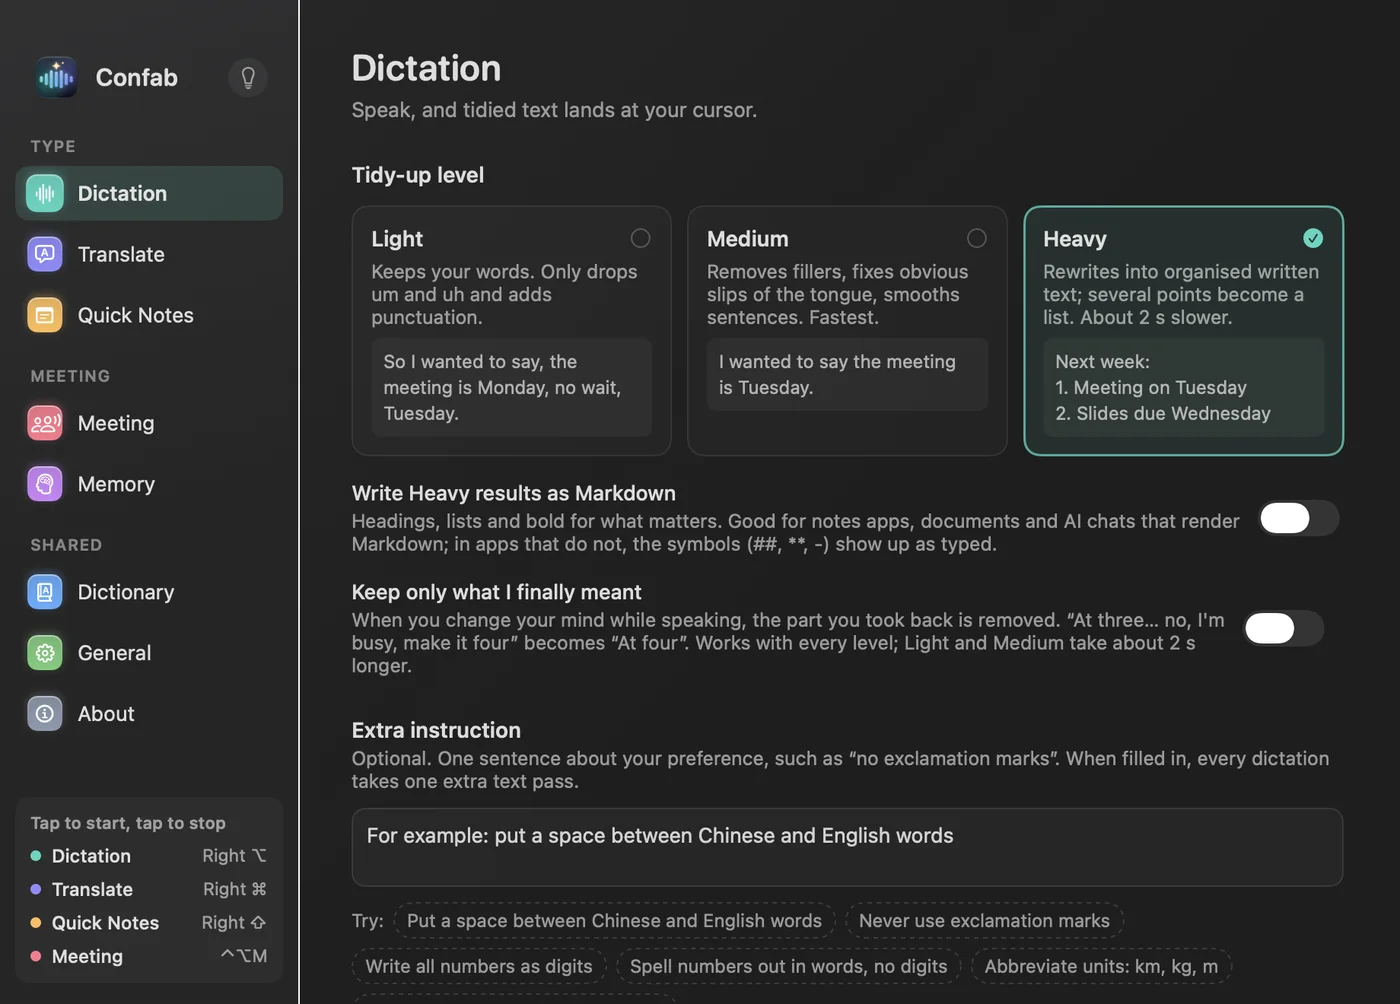 Confab
TYPE
Dictation
Translate
Quick Notes
MEETING
Meeting
Memory
SHARED
Dictionary
General
About
Tap to start, tap to stop
Dictation Right ⌥
Translate Right ⌘
Quick Notes Right ⇧
Meeting ^⌥M
Dictation
Speak, and tidied text lands at your cursor.
Tidy-up level
Light
Keeps your words. Only drops
um and uh and adds
punctuation.
So I wanted to say, the
meeting is Monday, no wait,
Tuesday.
Medium
Removes fillers, fixes obvious
slips of the tongue, smooths
sentences. Fastest.
I wanted to say the meeting
is Tuesday.
Heavy
Rewrites into organised written
text; several points become a
list. About 2 s slower.
Next week:
1. Meeting on Tuesday
2. Slides due Wednesday
Write Heavy results as Markdown
Headings, lists and bold for what matters. Good for notes apps, documents and AI chats that render
Markdown; in apps that do not, the symbols (##, **, -) show up as typed.
Keep only what I finally meant
When you change your mind while speaking, the part you took back is removed. “At three... no, I'm
busy, make it four” becomes “At four”. Works with every level; Light and Medium take about 2 s
longer.
Extra instruction
Optional. One sentence about your preference, such as “no exclamation marks”. When filled in, every dictation
takes one extra text pass.
For example: put a space between Chinese and English words
Try: Put a space between Chinese and English words Never use exclamation marks
Write all numbers as digits Spell numbers out in words, no digits Abbreviate units: km, kg, m